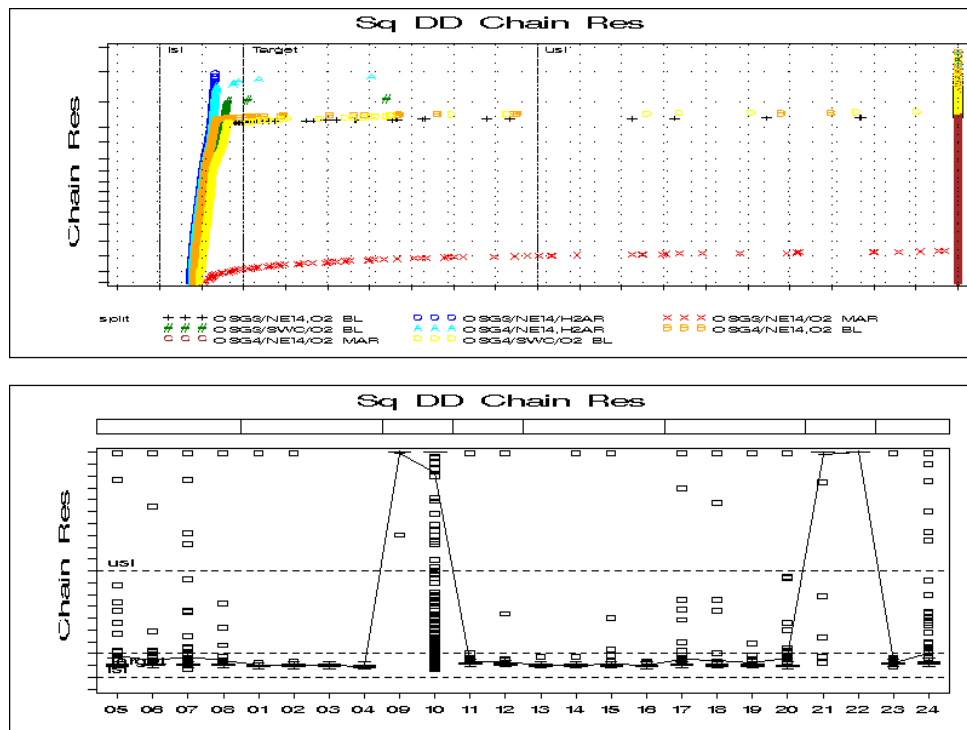 Sq DD Chain Res
lsl Target usl
Chain Res
split
OSG3/NE14,O2 BL OSG3/NE14/H2AR OSG3/NE14/O2 MAR
OSG3/SWC/O2 BL OSG4/NE14,H2AR OSG4/NE14,O2 BL
OSG4/NE14/O2 MAR OSG4/SWC/O2 BL
Sq DD Chain Res
Chain Res
usl
Target
lsl
05 06 07 08 01 02 03 04 09 10 11 12 13 14 15 16 17 18 19 20 21 22 23 24